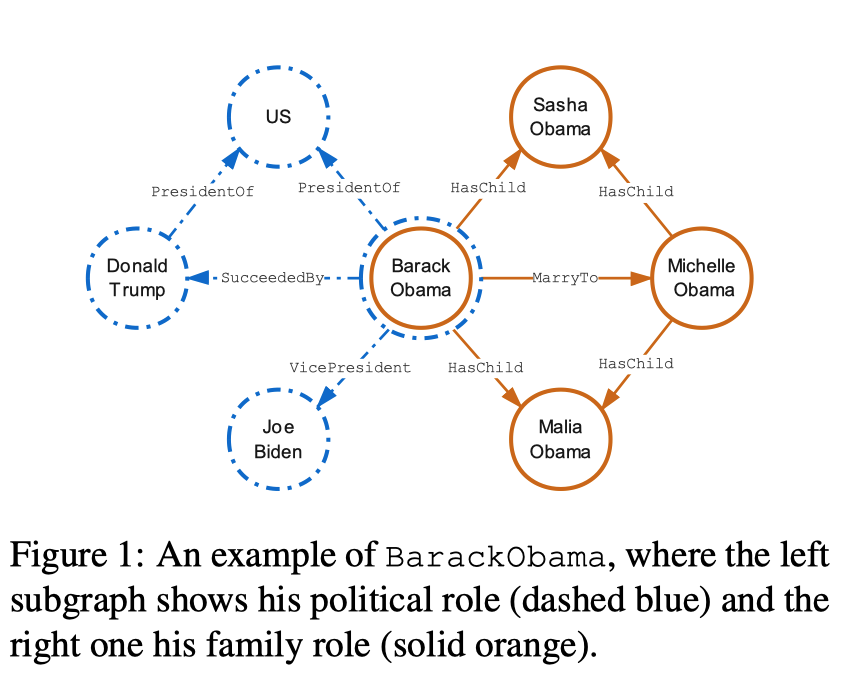 US
Sasha
Obama
PresidentOf
PresidentOf
HasChild
HasChild
Donald
Trump
SucceededBy
Barack
Obama
MarryTo
Michelle
Obama
VicePresident
HasChild
HasChild
Joe
Biden
Malia
Obama
Figure 1: An example of BarackObama, where the left
subgraph shows his political role (dashed blue) and the
right one his family role (solid orange).